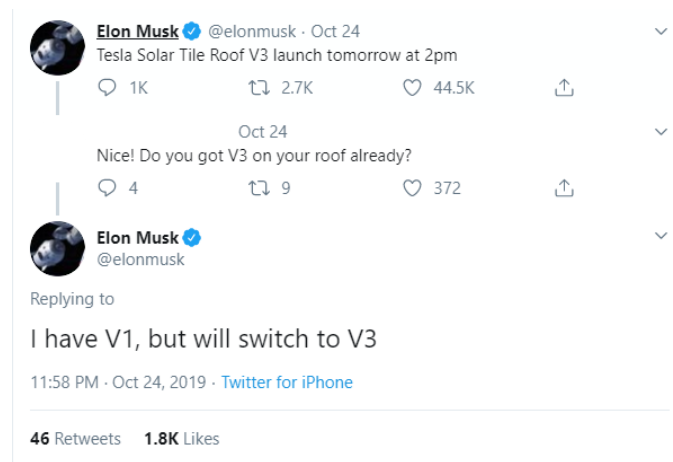 Elon Musk @elonmusk · Oct 24
Tesla Solar Tile Roof V3 launch tomorrow at 2pm
1K 2.7K 44.5K
Oct 24
Nice! Do you got V3 on your roof already?
4 9 372
Elon Musk
@elonmusk
Replying to
I have V1, but will switch to V3
11:58 PM · Oct 24, 2019 · Twitter for iPhone
46 Retweets 1.8K Likes